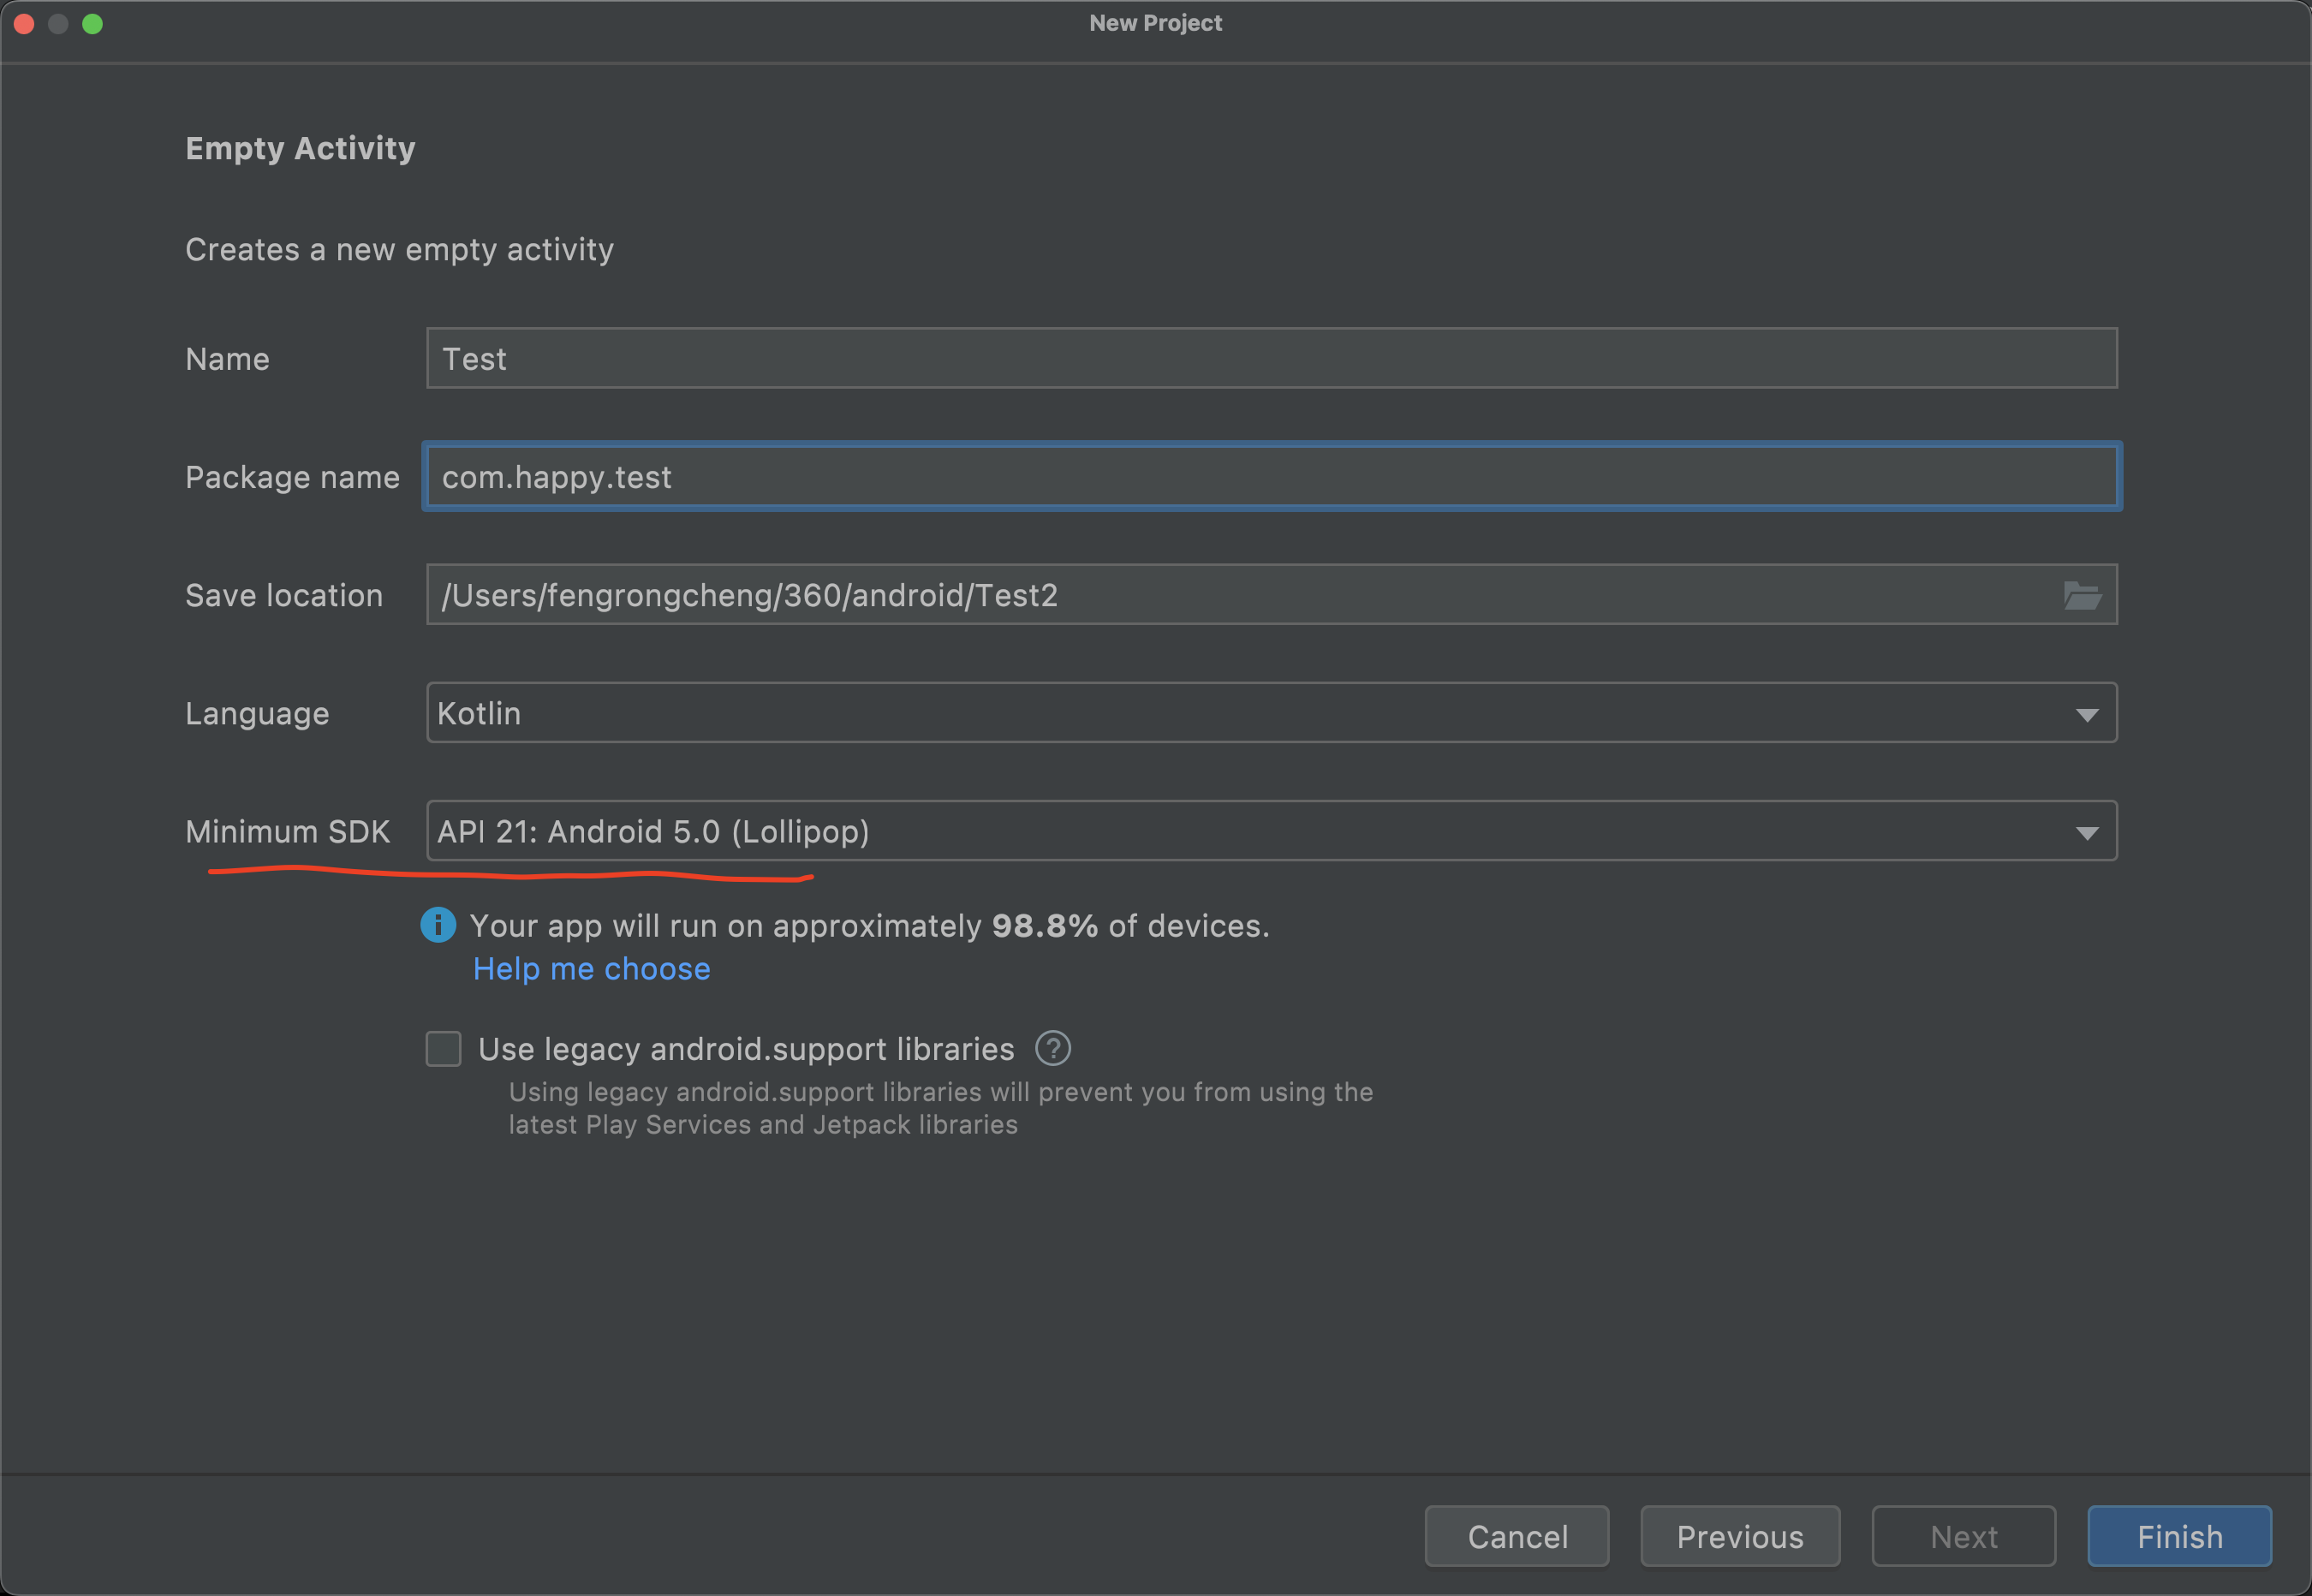 New Project
Empty Activity
Creates a new empty activity
Name Test
Package name com.happy.test
Save location /Users/fengrongcheng/360/android/Test2
Language Kotlin
Minimum SDK API 21: Android 5.0 (Lollipop)
Your app will run on approximately 98.8% of devices.
Help me choose
Use legacy android.support libraries ?
Using legacy android.support libraries will prevent you from using the
latest Play Services and Jetpack libraries
Cancel Previous Next Finish